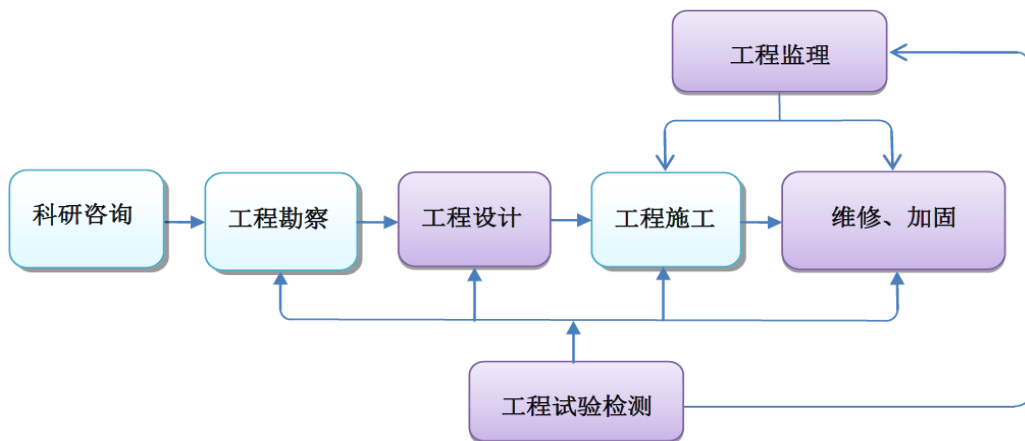 工程监理
科研咨询
工程勘察
工程设计
工程施工
维修、加固
工程试验检测